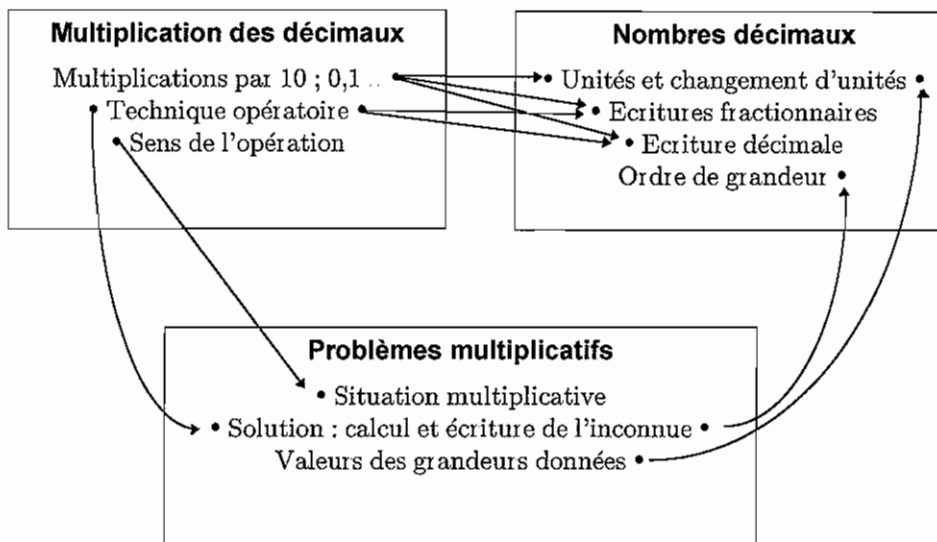 Multiplication des décimaux
Multiplications par 10 ; 0,1 ..
• Technique opératoire •
• Sens de l'opération
Nombres décimaux
• Unités et changement d'unités •
• Ecritures fractionnaires
• Ecriture décimale
Ordre de grandeur •
Problèmes multiplicatifs
• Situation multiplicative
• Solution : calcul et écriture de l'inconnue •
Valeurs des grandeurs données •